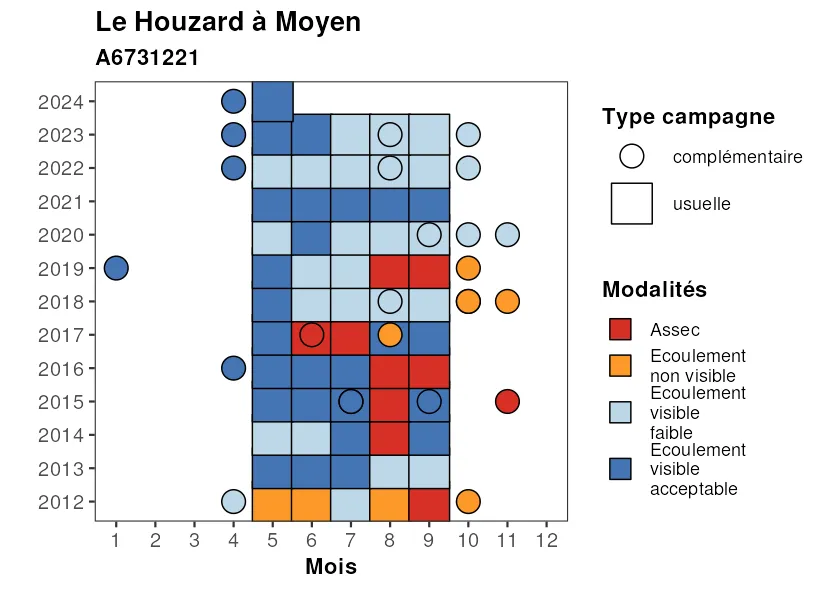 Le Houzard à Moyen
A6731221
2024
2023
2022
2021
2020
2019
2018
2017
2016
2015
2014
2013
2012
1 2 3 4 5 6 7 8 9 10 11 12
Mois
Type campagne
complémentaire
usuelle
Modalités
Assec
Ecoulement
non visible
Ecoulement
visible
faible
Ecoulement
visible
acceptable